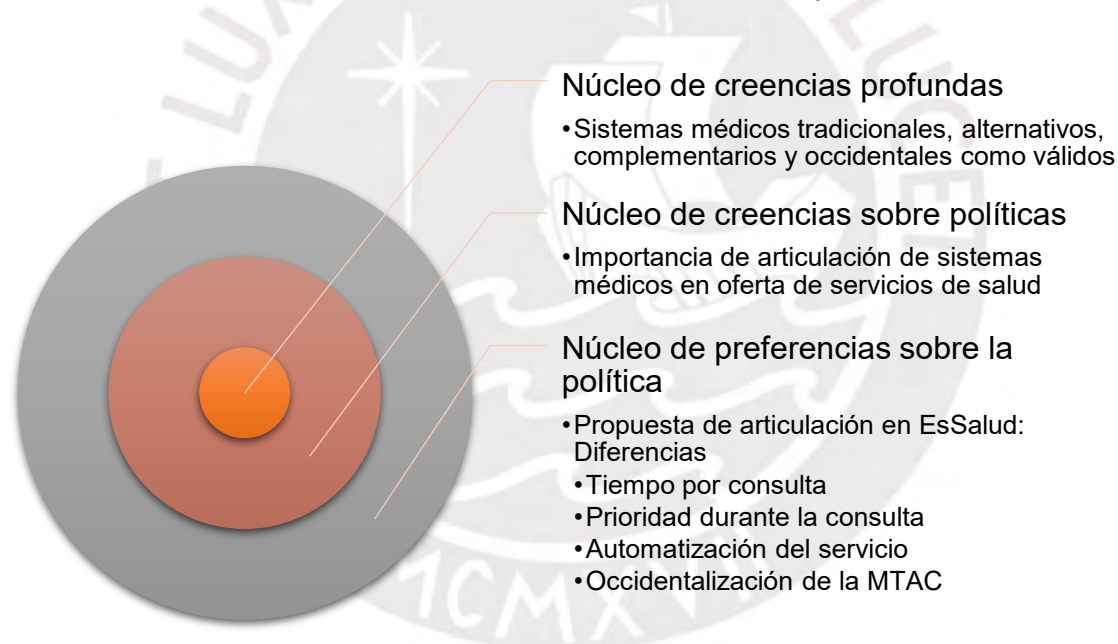 Núcleo de creencias profundas
•Sistemas médicos tradicionales, alternativos,
complementarios y occidentales como válidos
Núcleo de creencias sobre políticas
•Importancia de articulación de sistemas
médicos en oferta de servicios de salud
Núcleo de preferencias sobre la
política
•Propuesta de articulación en EsSalud:
Diferencias
•Tiempo por consulta
•Prioridad durante la consulta
•Automatización del servicio
•Occidentalización de la MTAC